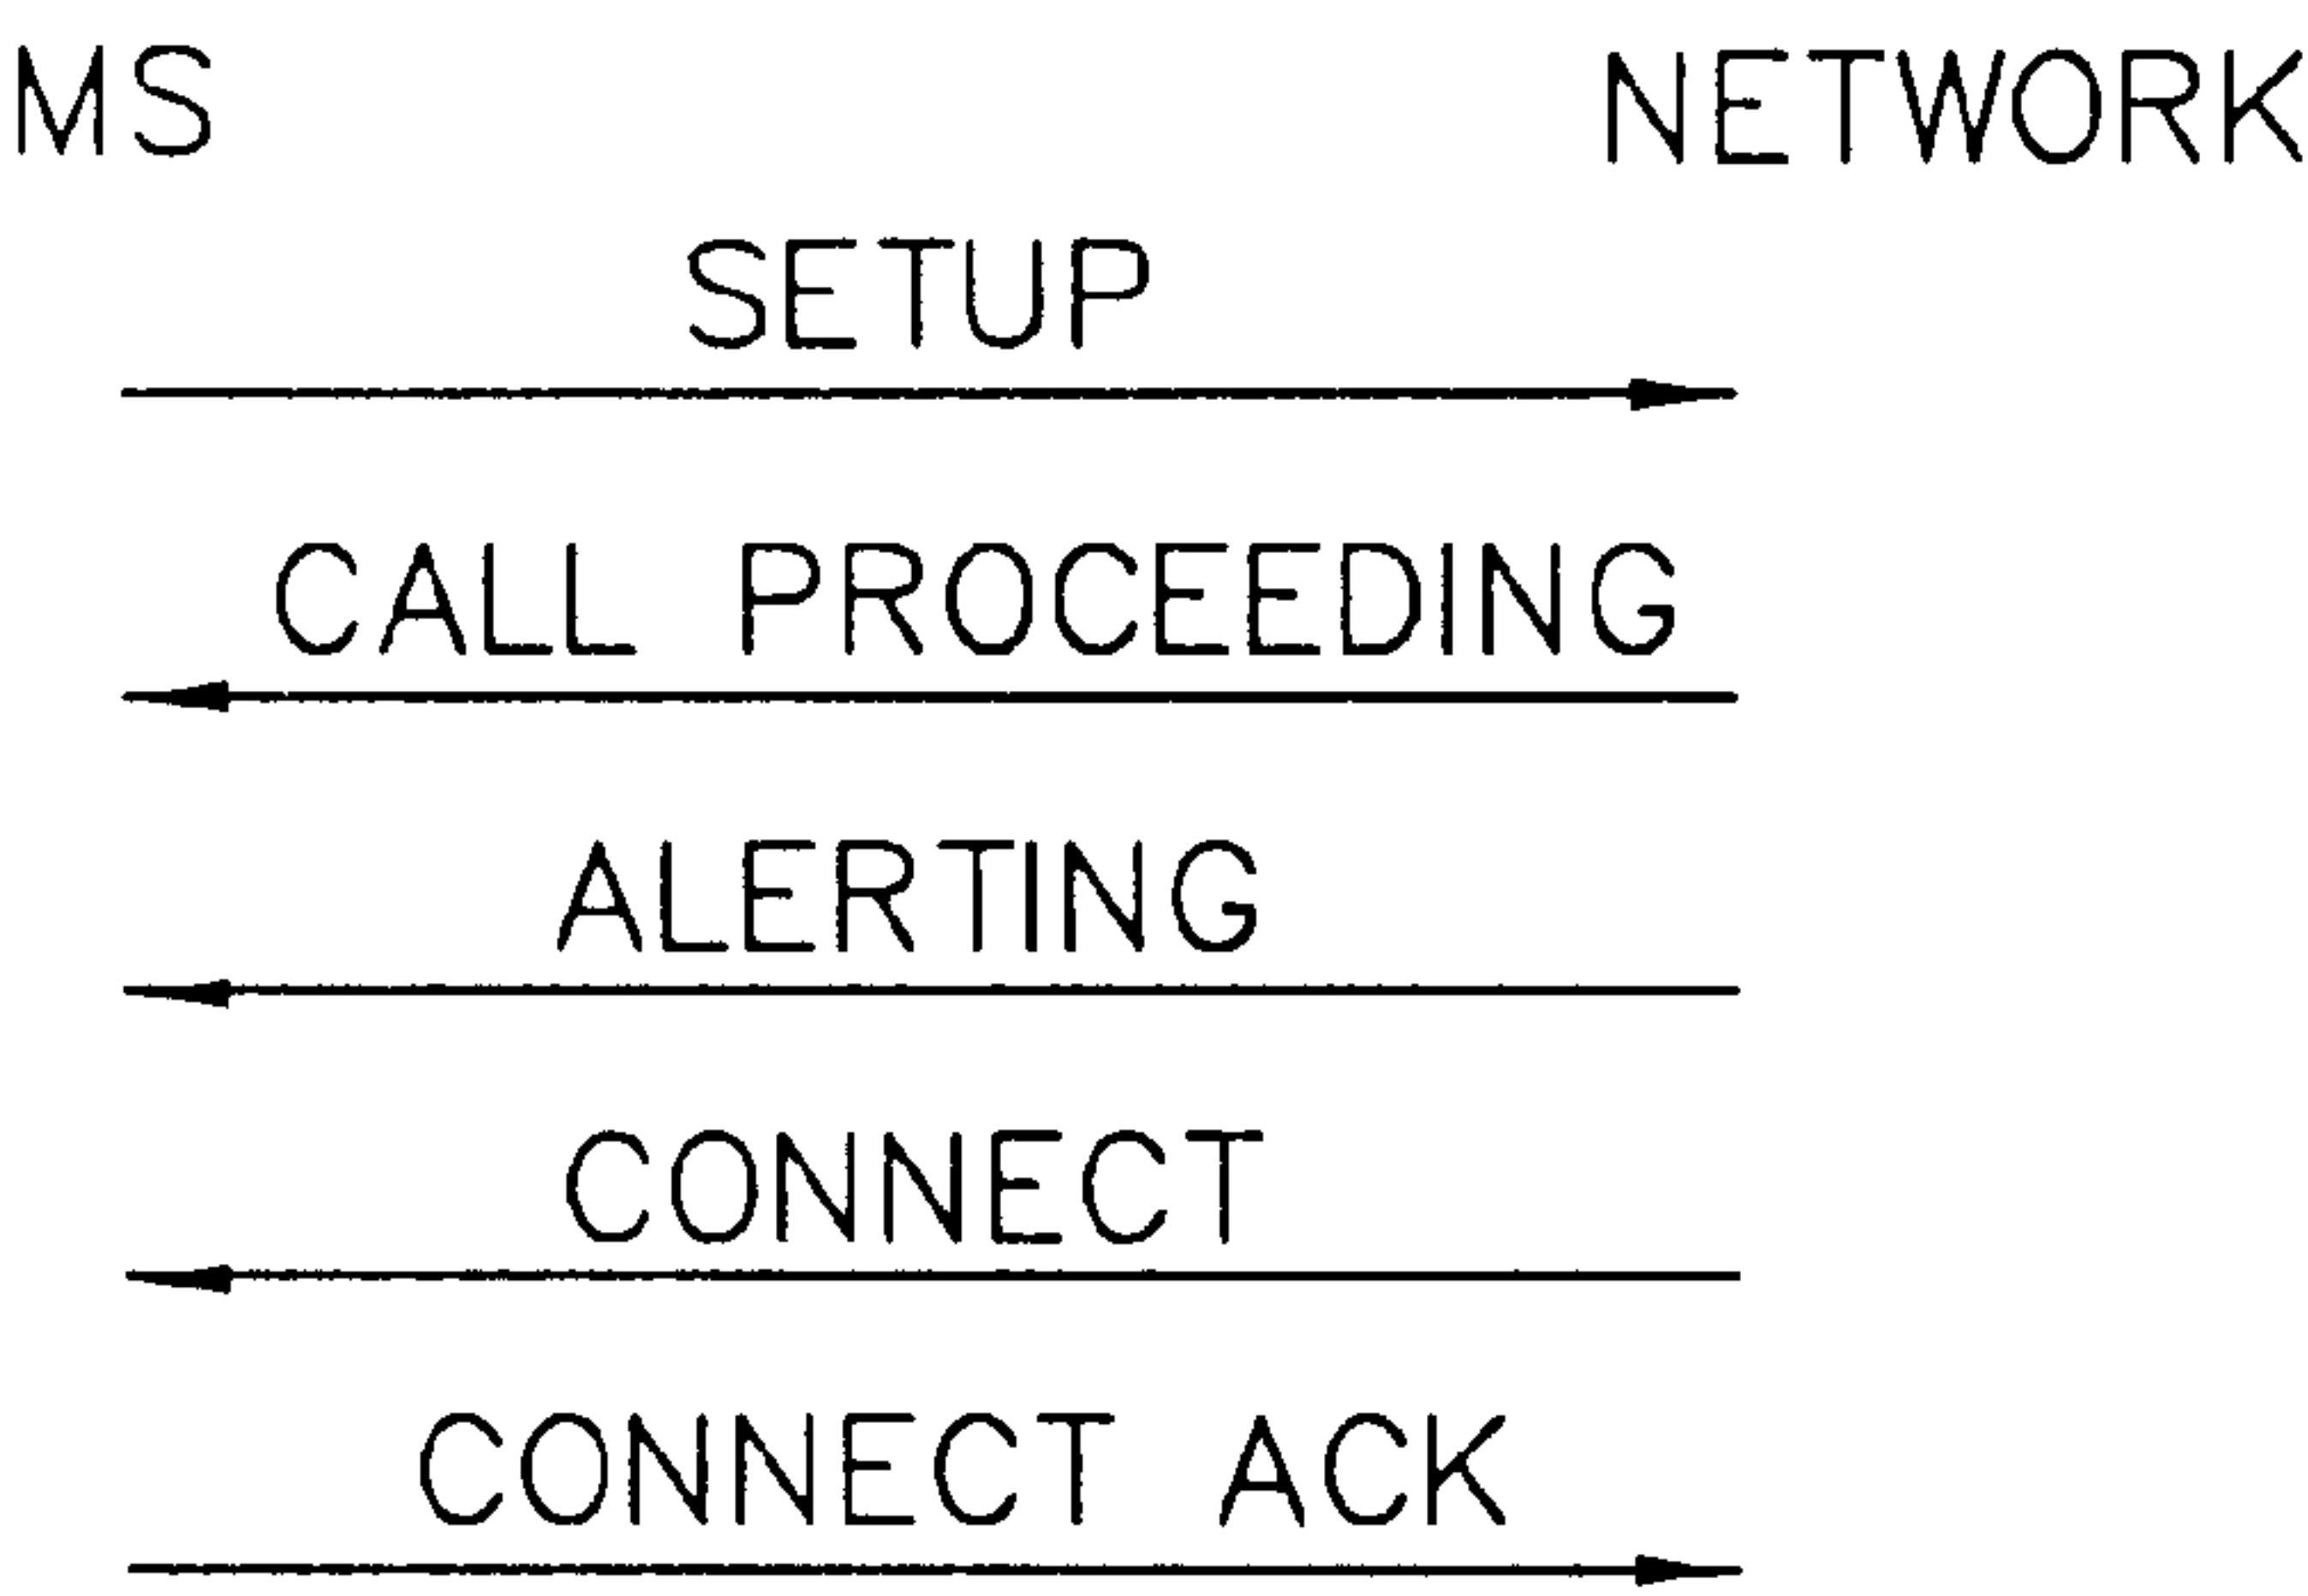 MS NETWORK
SETUP
CALL PROCEEDING
ALERTING
CONNECT
CONNECT ACK